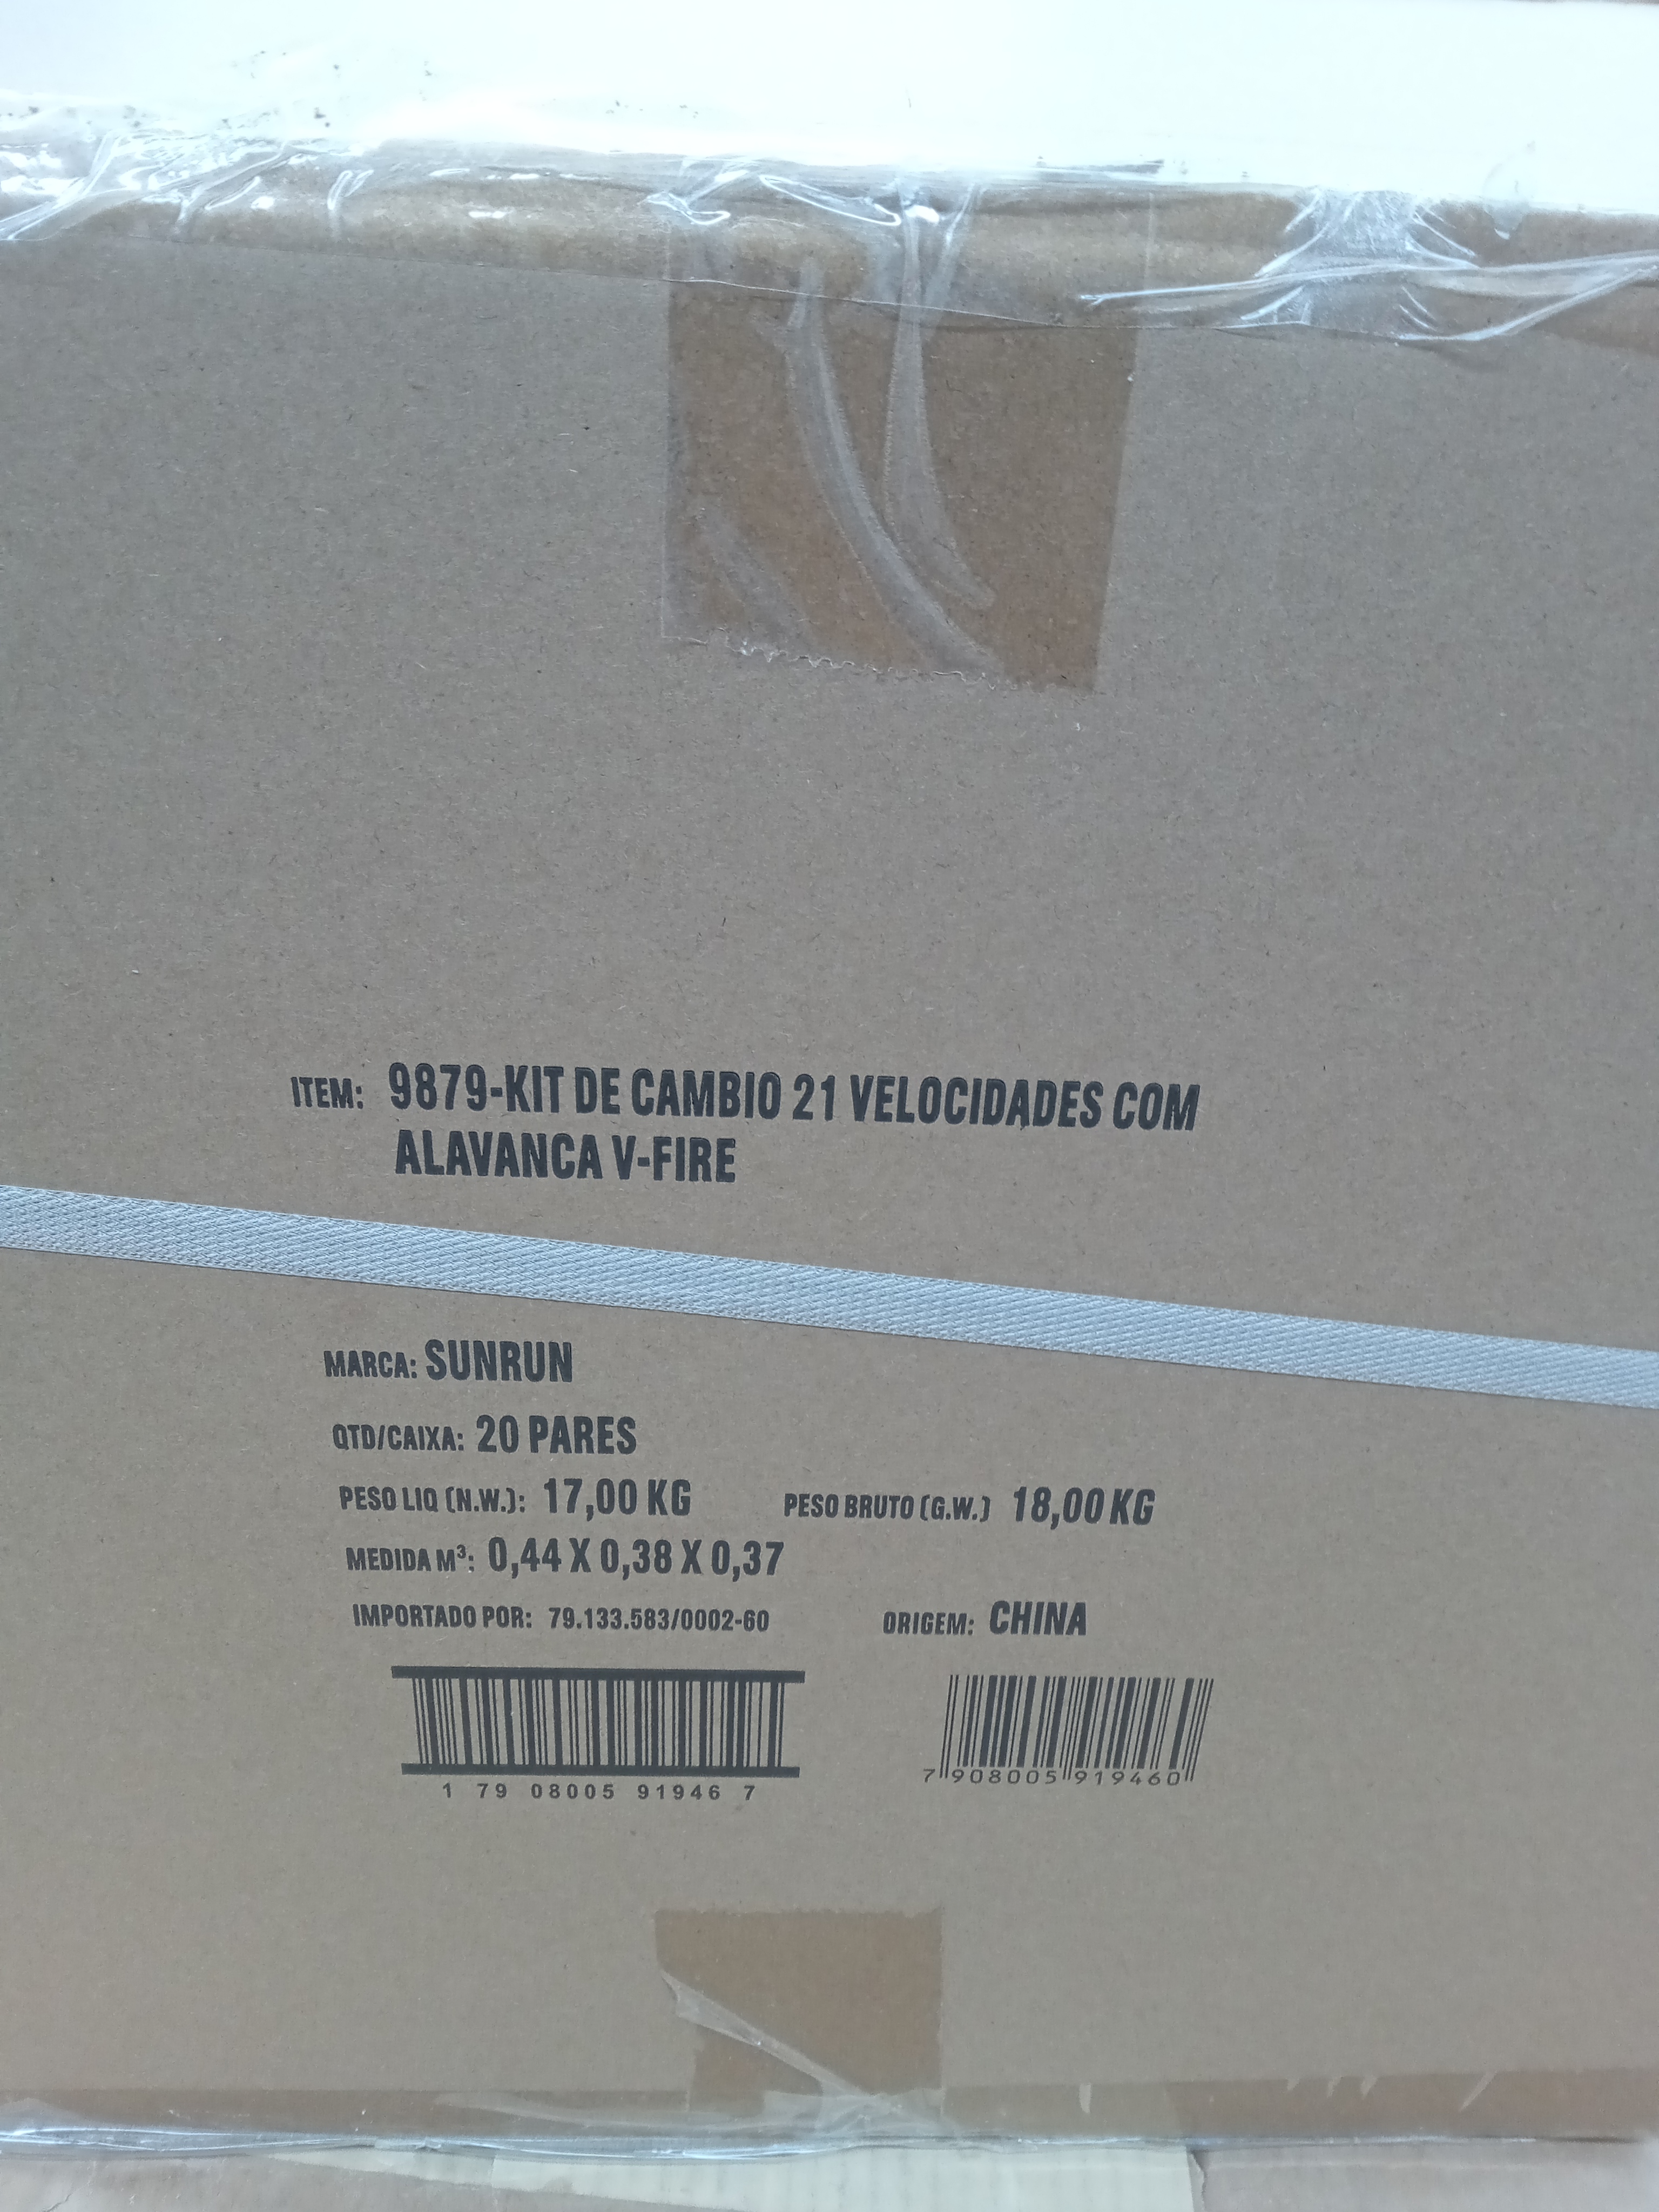 ITEM: 9879-KIT DE CAMBIO 21 VELOCIDADES COM
ALAVANCA V-FIRE
MARCA: SUNRUN
QTD/CAIXA: 20 PARES
PESO LIQ (N.W.): 17,00 KG PESO BRUTO (G.W.) 18,00 KG
MEDIDA M³: 0,44 X 0,38 X 0,37
IMPORTADO POR: 79.133.583/0002-60 ORIGEM: CHINA
1 79 08005 91946 7 7 908005 919460